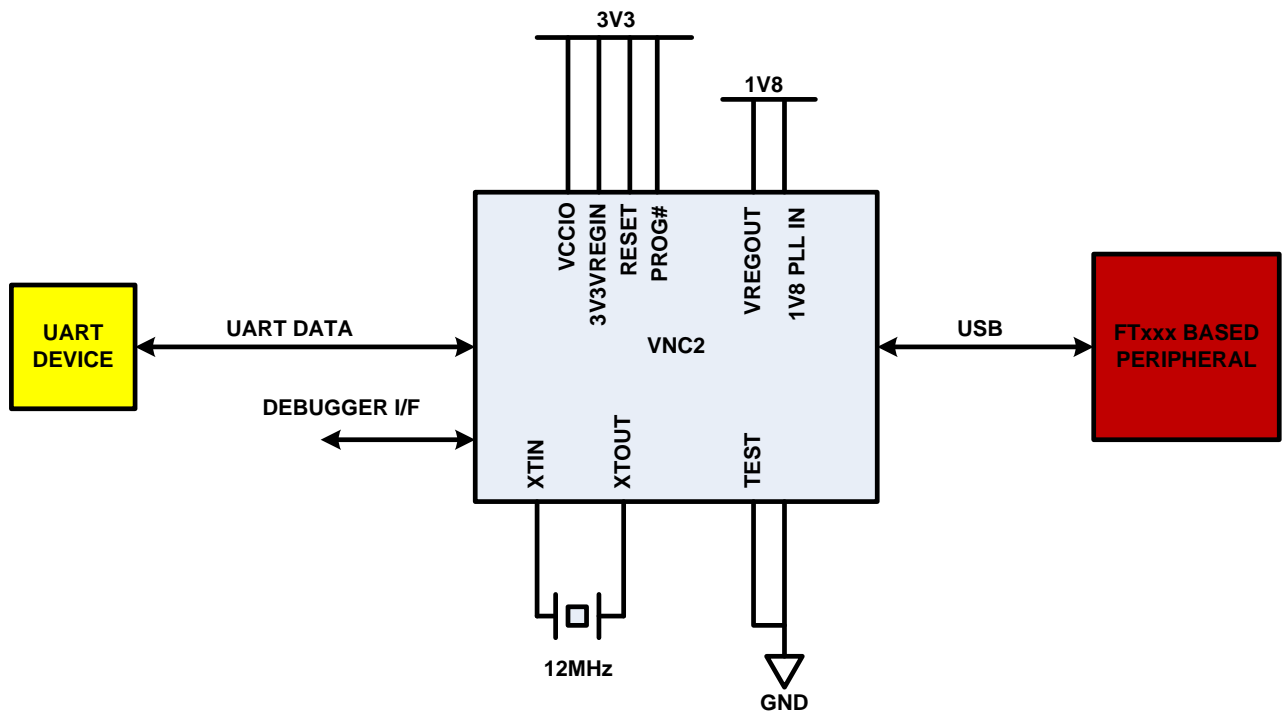 3V3
1V8
VCCIO
3V3VREGIN
RESET
PROG#
VREGOUT
1V8 PLL IN
UART
DEVICE
UART DATA
VNC2
USB
FTxxx BASED
PERIPHERAL
DEBUGGER I/F
XTIN
XTOUT
TEST
12MHz
GND